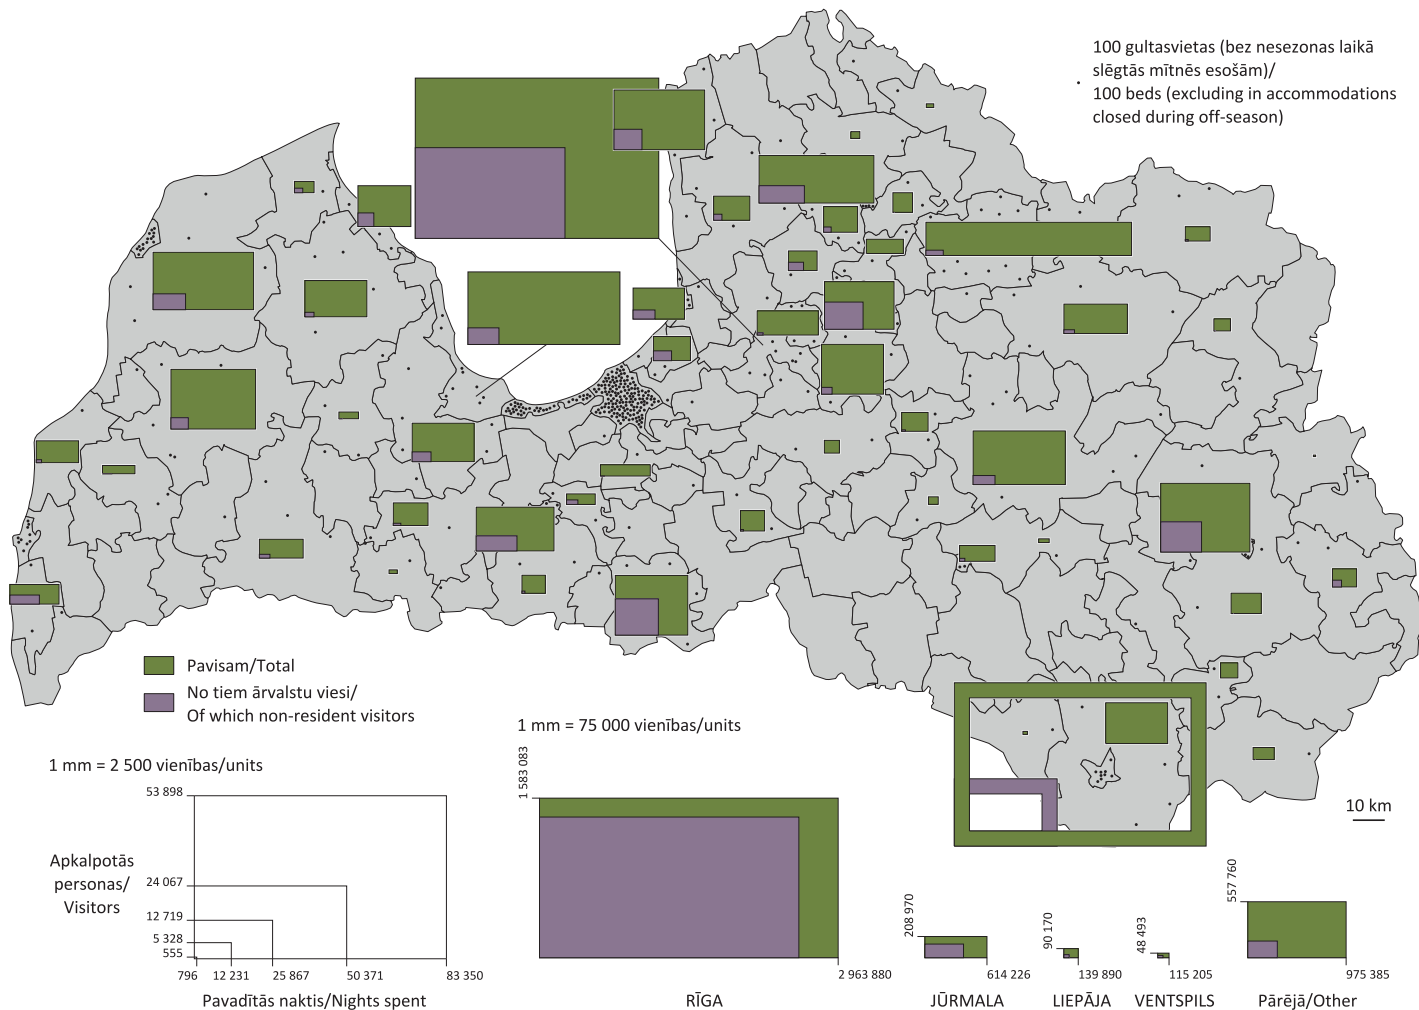 100 gultasvietas (bez nesezonas laikā
slēgtās mītnēs esošām)/
100 beds (excluding in accommodations
closed during off-season)
Pavisam/Total
No tiem ārvalstu viesi/
Of which non-resident visitors
1 mm = 2 500 vienības/units
53 898
24 067
12 719
5 328
555
Apkalpotās
personas/
Visitors
796
12 231
25 867
50 371
83 350
Pavadītās naktis/Nights spent
1 mm = 75 000 vienības/units
1 583 083
2 963 880
RĪGA
208 970
614 226
JŪRMALA
90 170
139 890
LIEPĀJA
48 493
115 205
VENTSPILS
557 760
975 385
Pārējā/Other
10 km